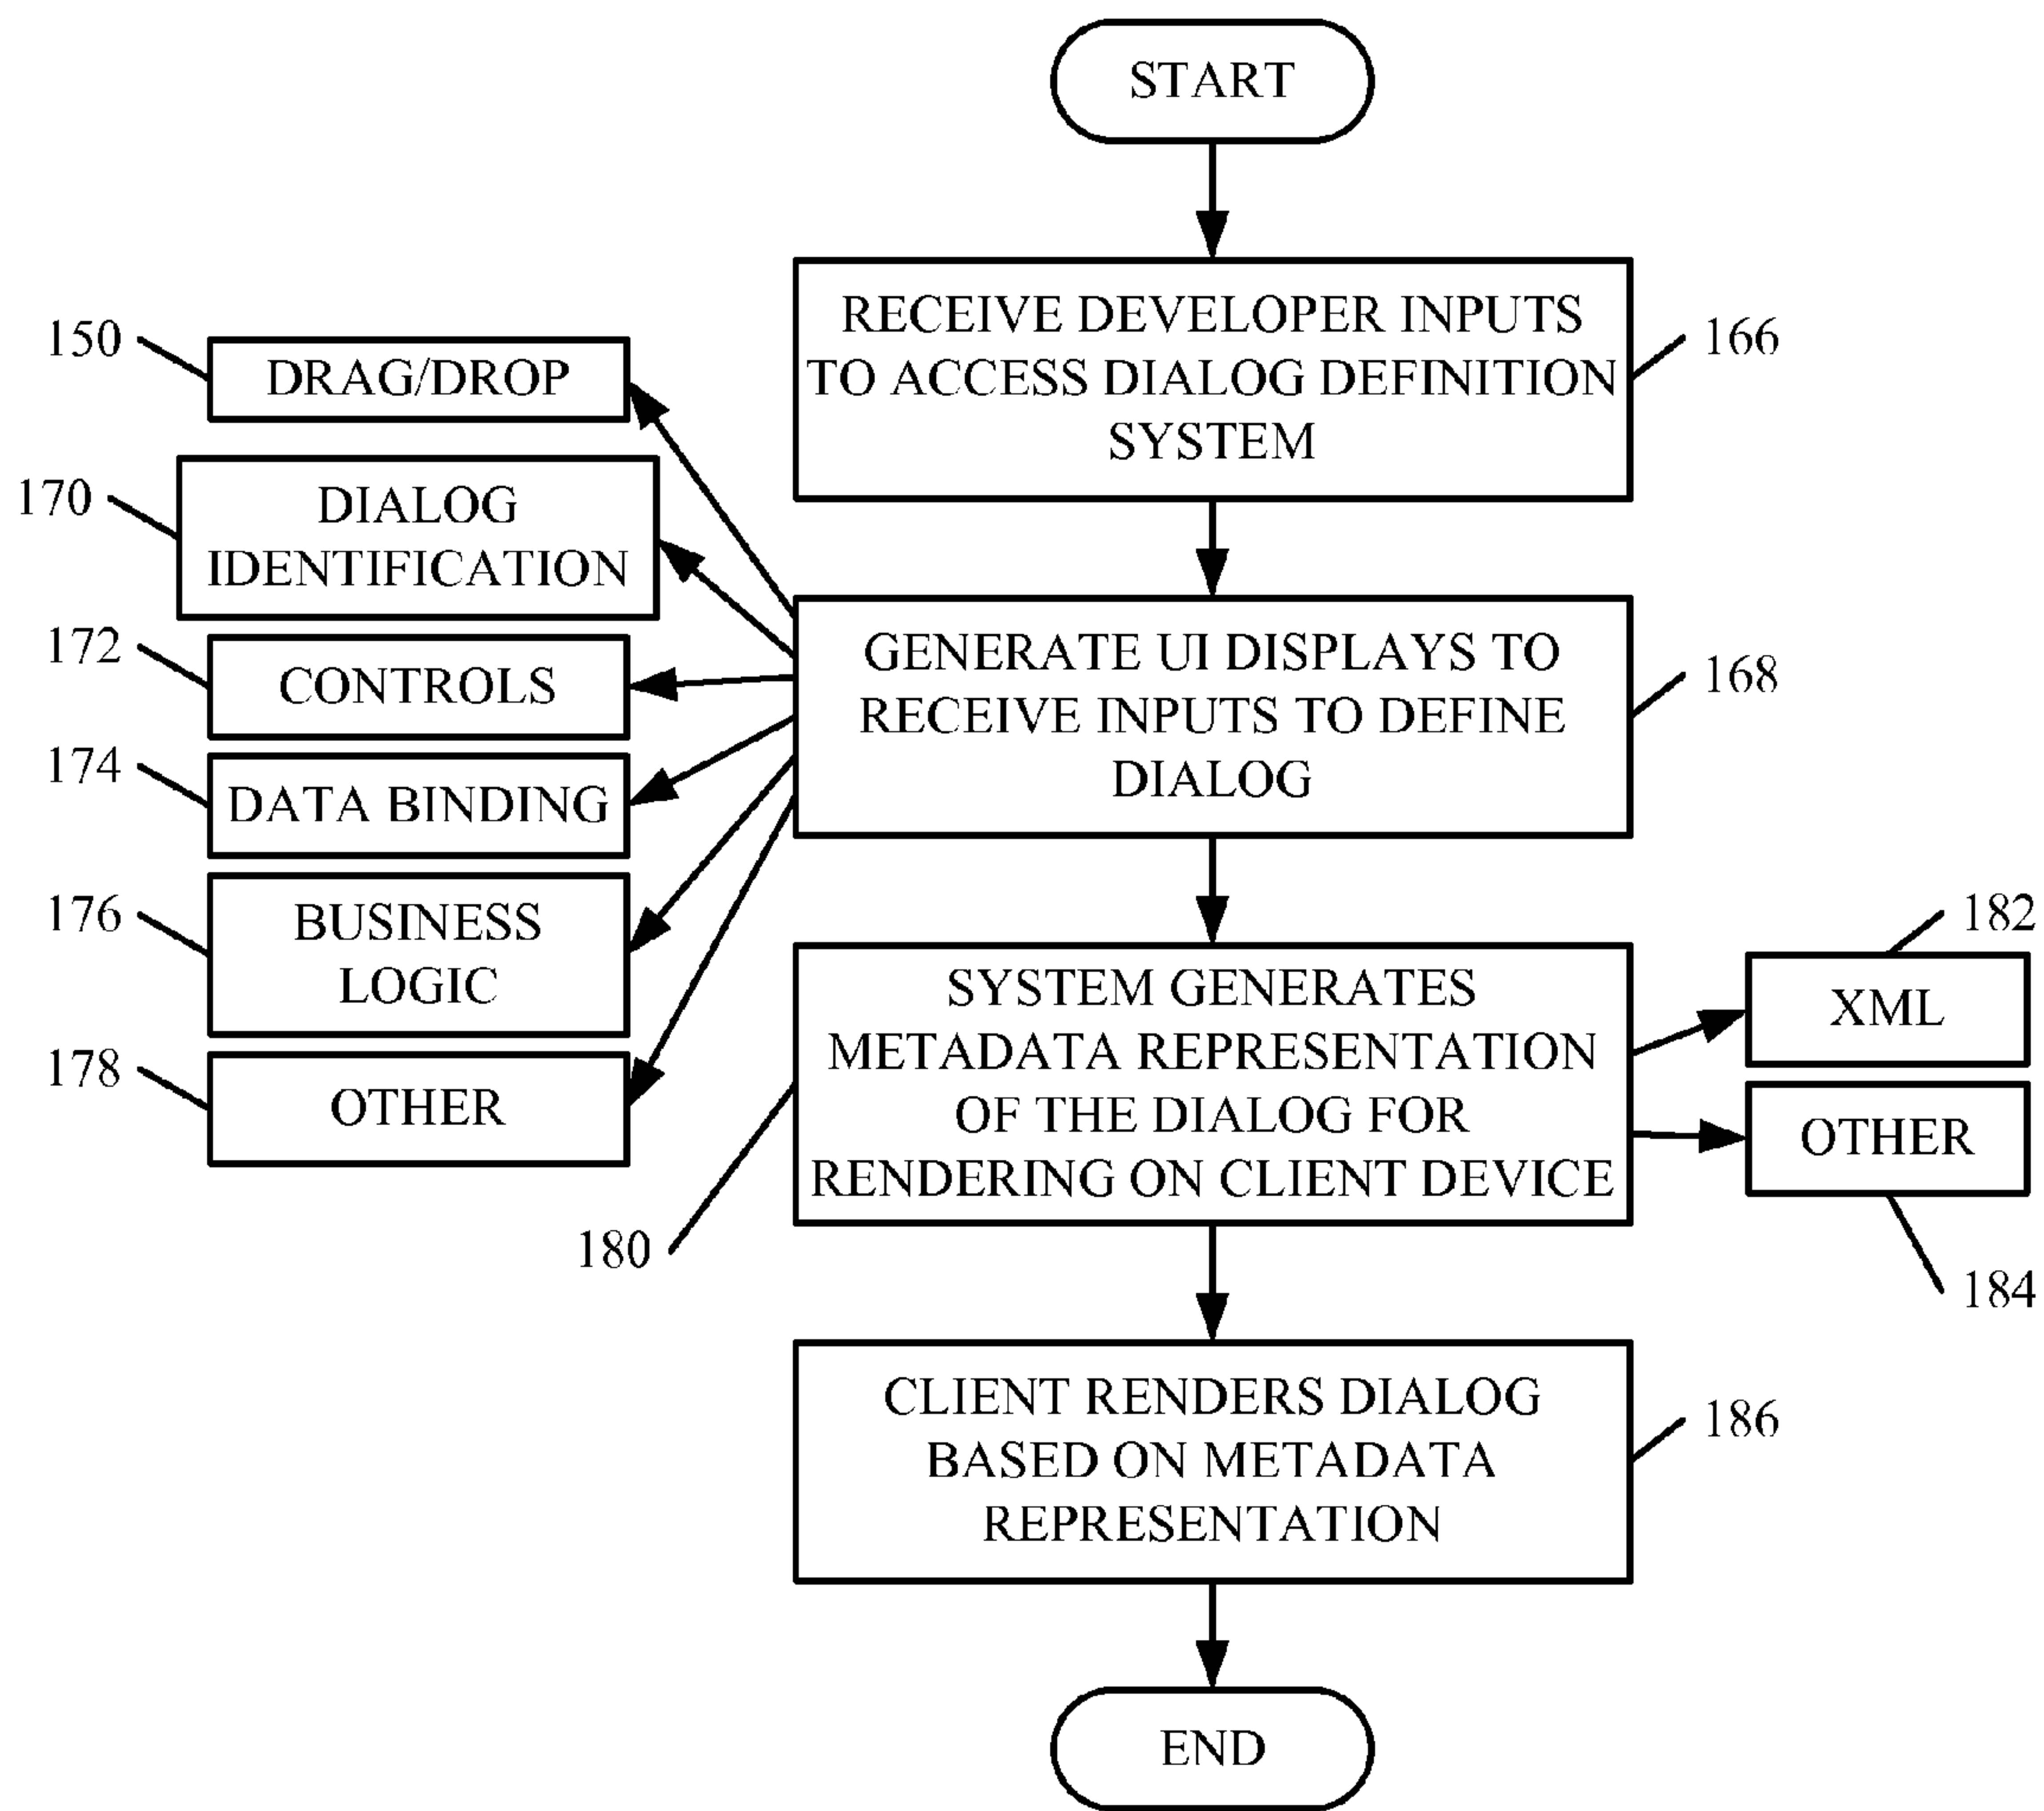 START
RECEIVE DEVELOPER INPUTS
TO ACCESS DIALOG DEFINITION
SYSTEM
166
150
DRAG/DROP
170
DIALOG
IDENTIFICATION
172
CONTROLS
174
DATA BINDING
176
BUSINESS
LOGIC
178
OTHER
GENERATE UI DISPLAYS TO
RECEIVE INPUTS TO DEFINE
DIALOG
168
SYSTEM GENERATES
METADATA REPRESENTATION
OF THE DIALOG FOR
RENDERING ON CLIENT DEVICE
180
182
XML
OTHER
184
CLIENT RENDERS DIALOG
BASED ON METADATA
REPRESENTATION
186
END